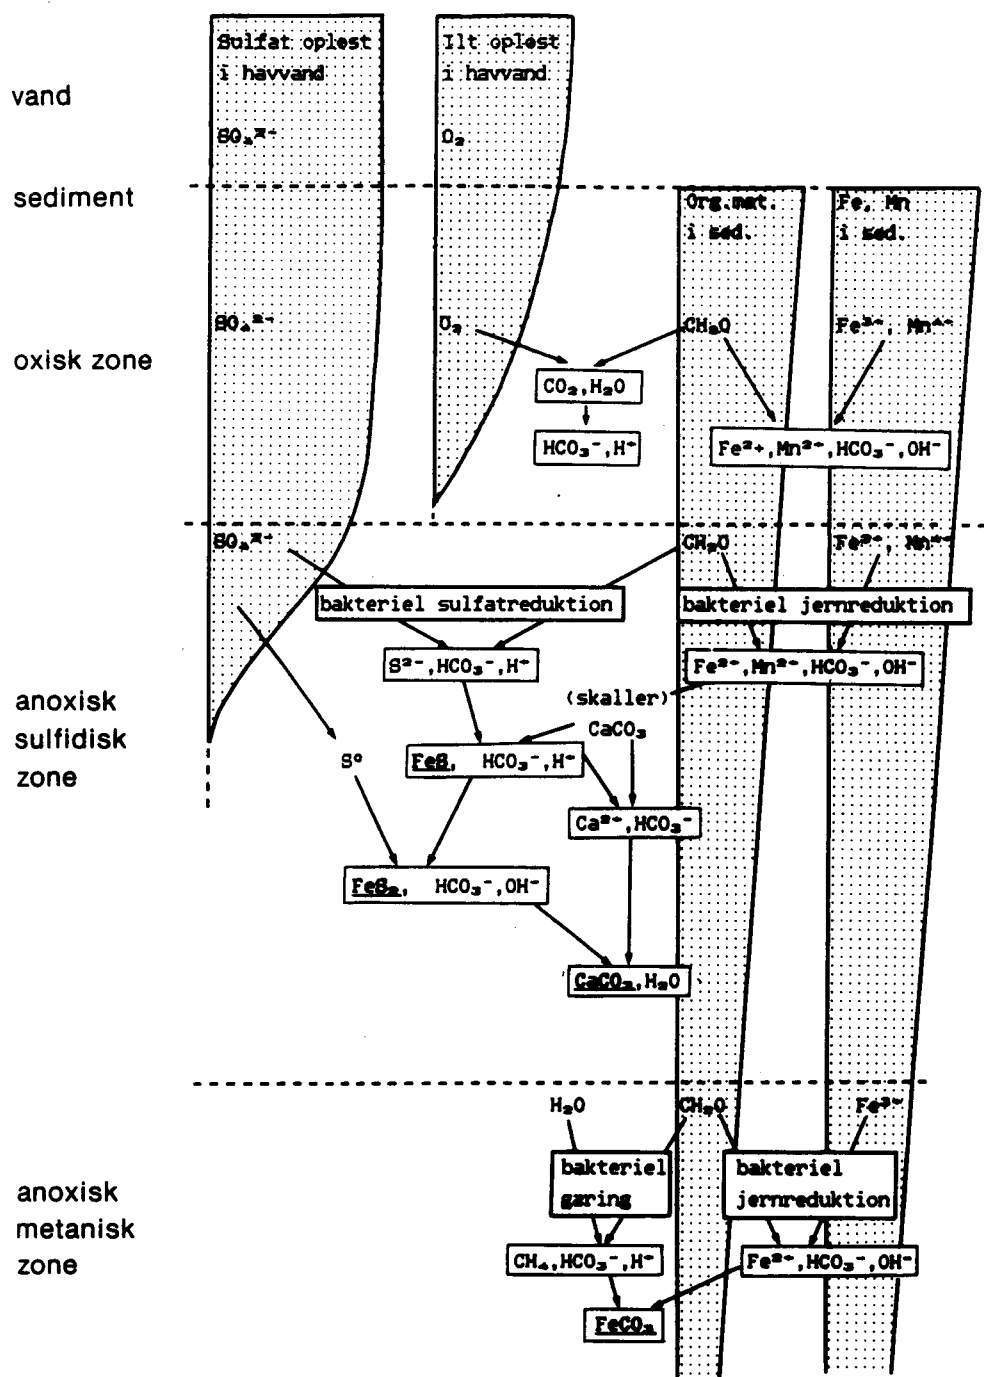 Sulfat opløst
i havvand
Ilt opløst
i havvand
vand
SO₄²⁻
O₂
sediment
Org.mat.
i sed.
Fe, Mn
i sed.
SO₄²⁻
O₂
CH₂O
Fe³⁺, Mn⁴⁺
oxisk zone
CO₂,H₂O
HCO₃⁻,H⁺
Fe²⁺,Mn²⁺,HCO₃⁻,OH⁻
SO₄²⁻
CH₂O
Fe³⁺, Mn⁴⁺
bakteriel sulfatreduktion
bakteriel jernreduktion
S²⁻,HCO₃⁻,H⁺
Fe²⁺,Mn²⁺,HCO₃⁻,OH⁻
anoxisk
sulfidisk
zone
(skaller)
CaCO₃
S°
FeS, HCO₃⁻,H⁺
Ca²⁺,HCO₃⁻
FeS₂, HCO₃⁻,OH⁻
CaCO₃,H₂O
H₂O
CH₂O
Fe³⁺
bakteriel
gæring
bakteriel
jernreduktion
anoxisk
metanisk
zone
CH₄,HCO₃⁻,H⁺
Fe²⁺,HCO₃⁻,OH⁻
FeCO₃